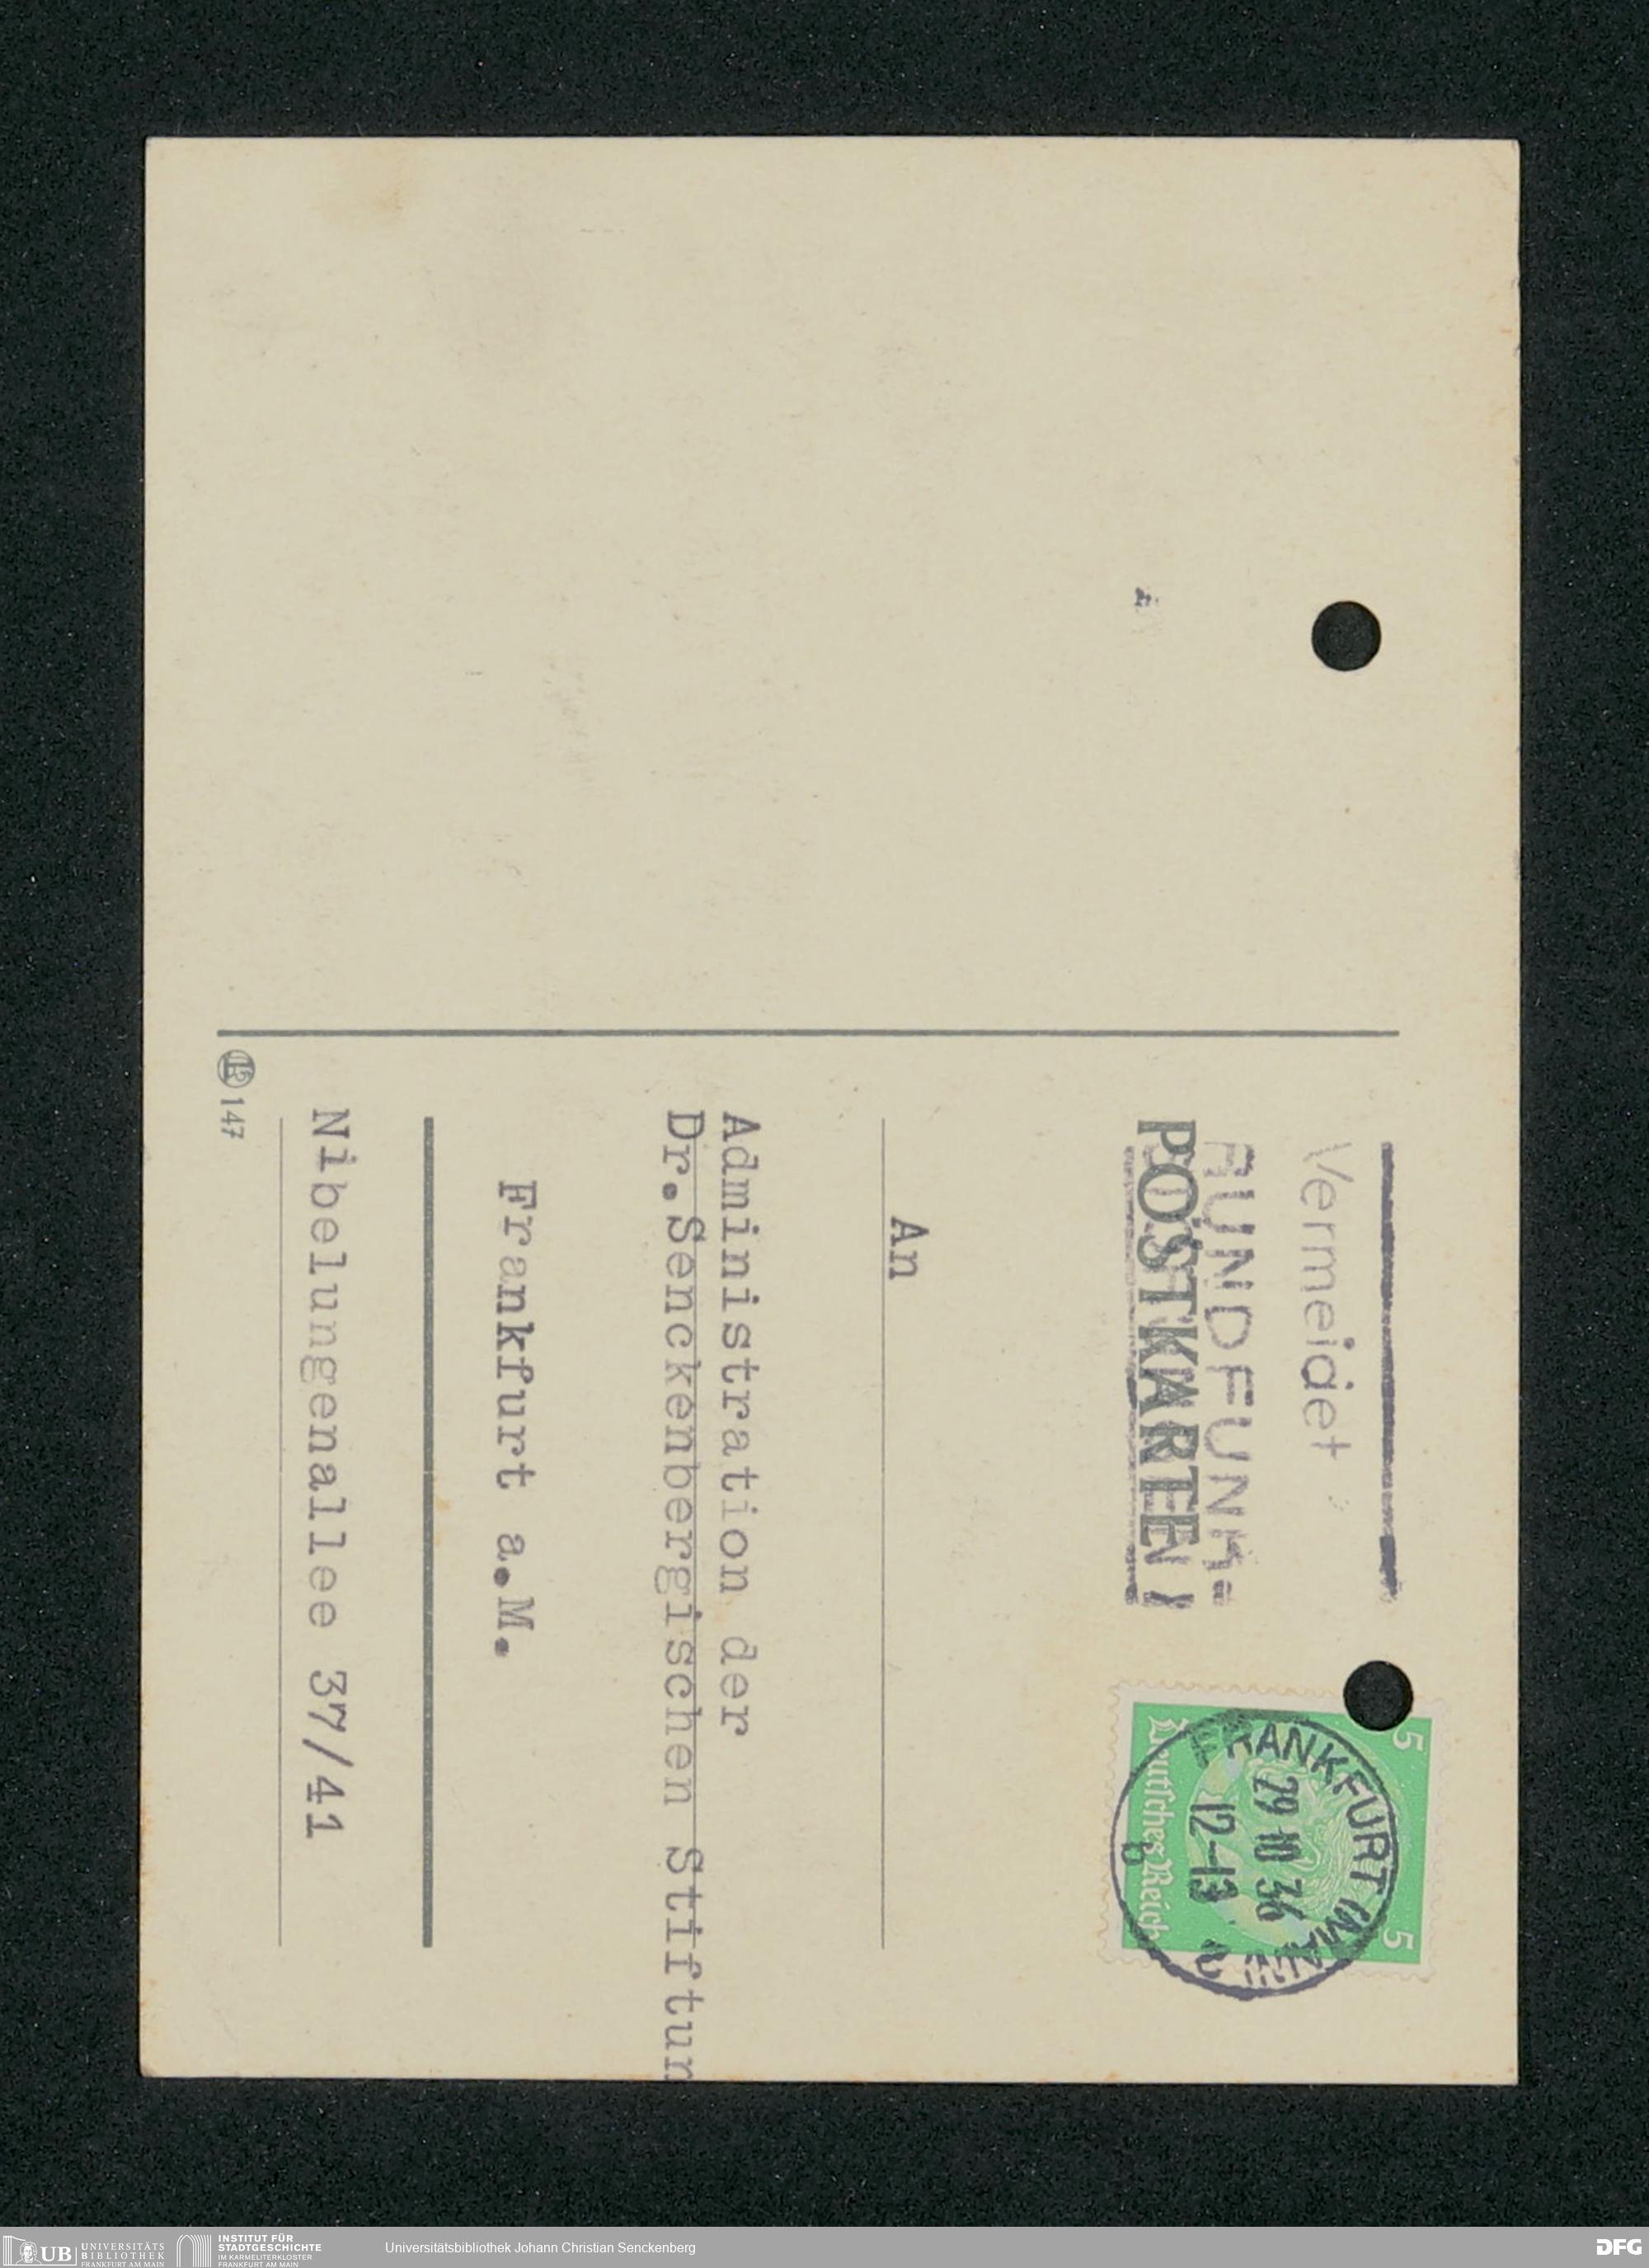 Vermeidet
RUNDFUNK-
POSTKARTE
5 5
Deutsches Reich
FRANKFURT (MAIN)
29 10 36
12-13
2
b
An
Administration der
Dr.Senckenbergischen Stiftun
Frankfurt a.M.
Nibelungenallee 37/41
147
UB UNIVERSITÄTS
BIBLIOTHEK
FRANKFURT AM MAIN
INSTITUT FÜR
STADTGESCHICHTE
IM KARMELITERKLOSTER
FRANKFURT AM MAIN
Universitätsbibliothek Johann Christian Senckenberg
DFG